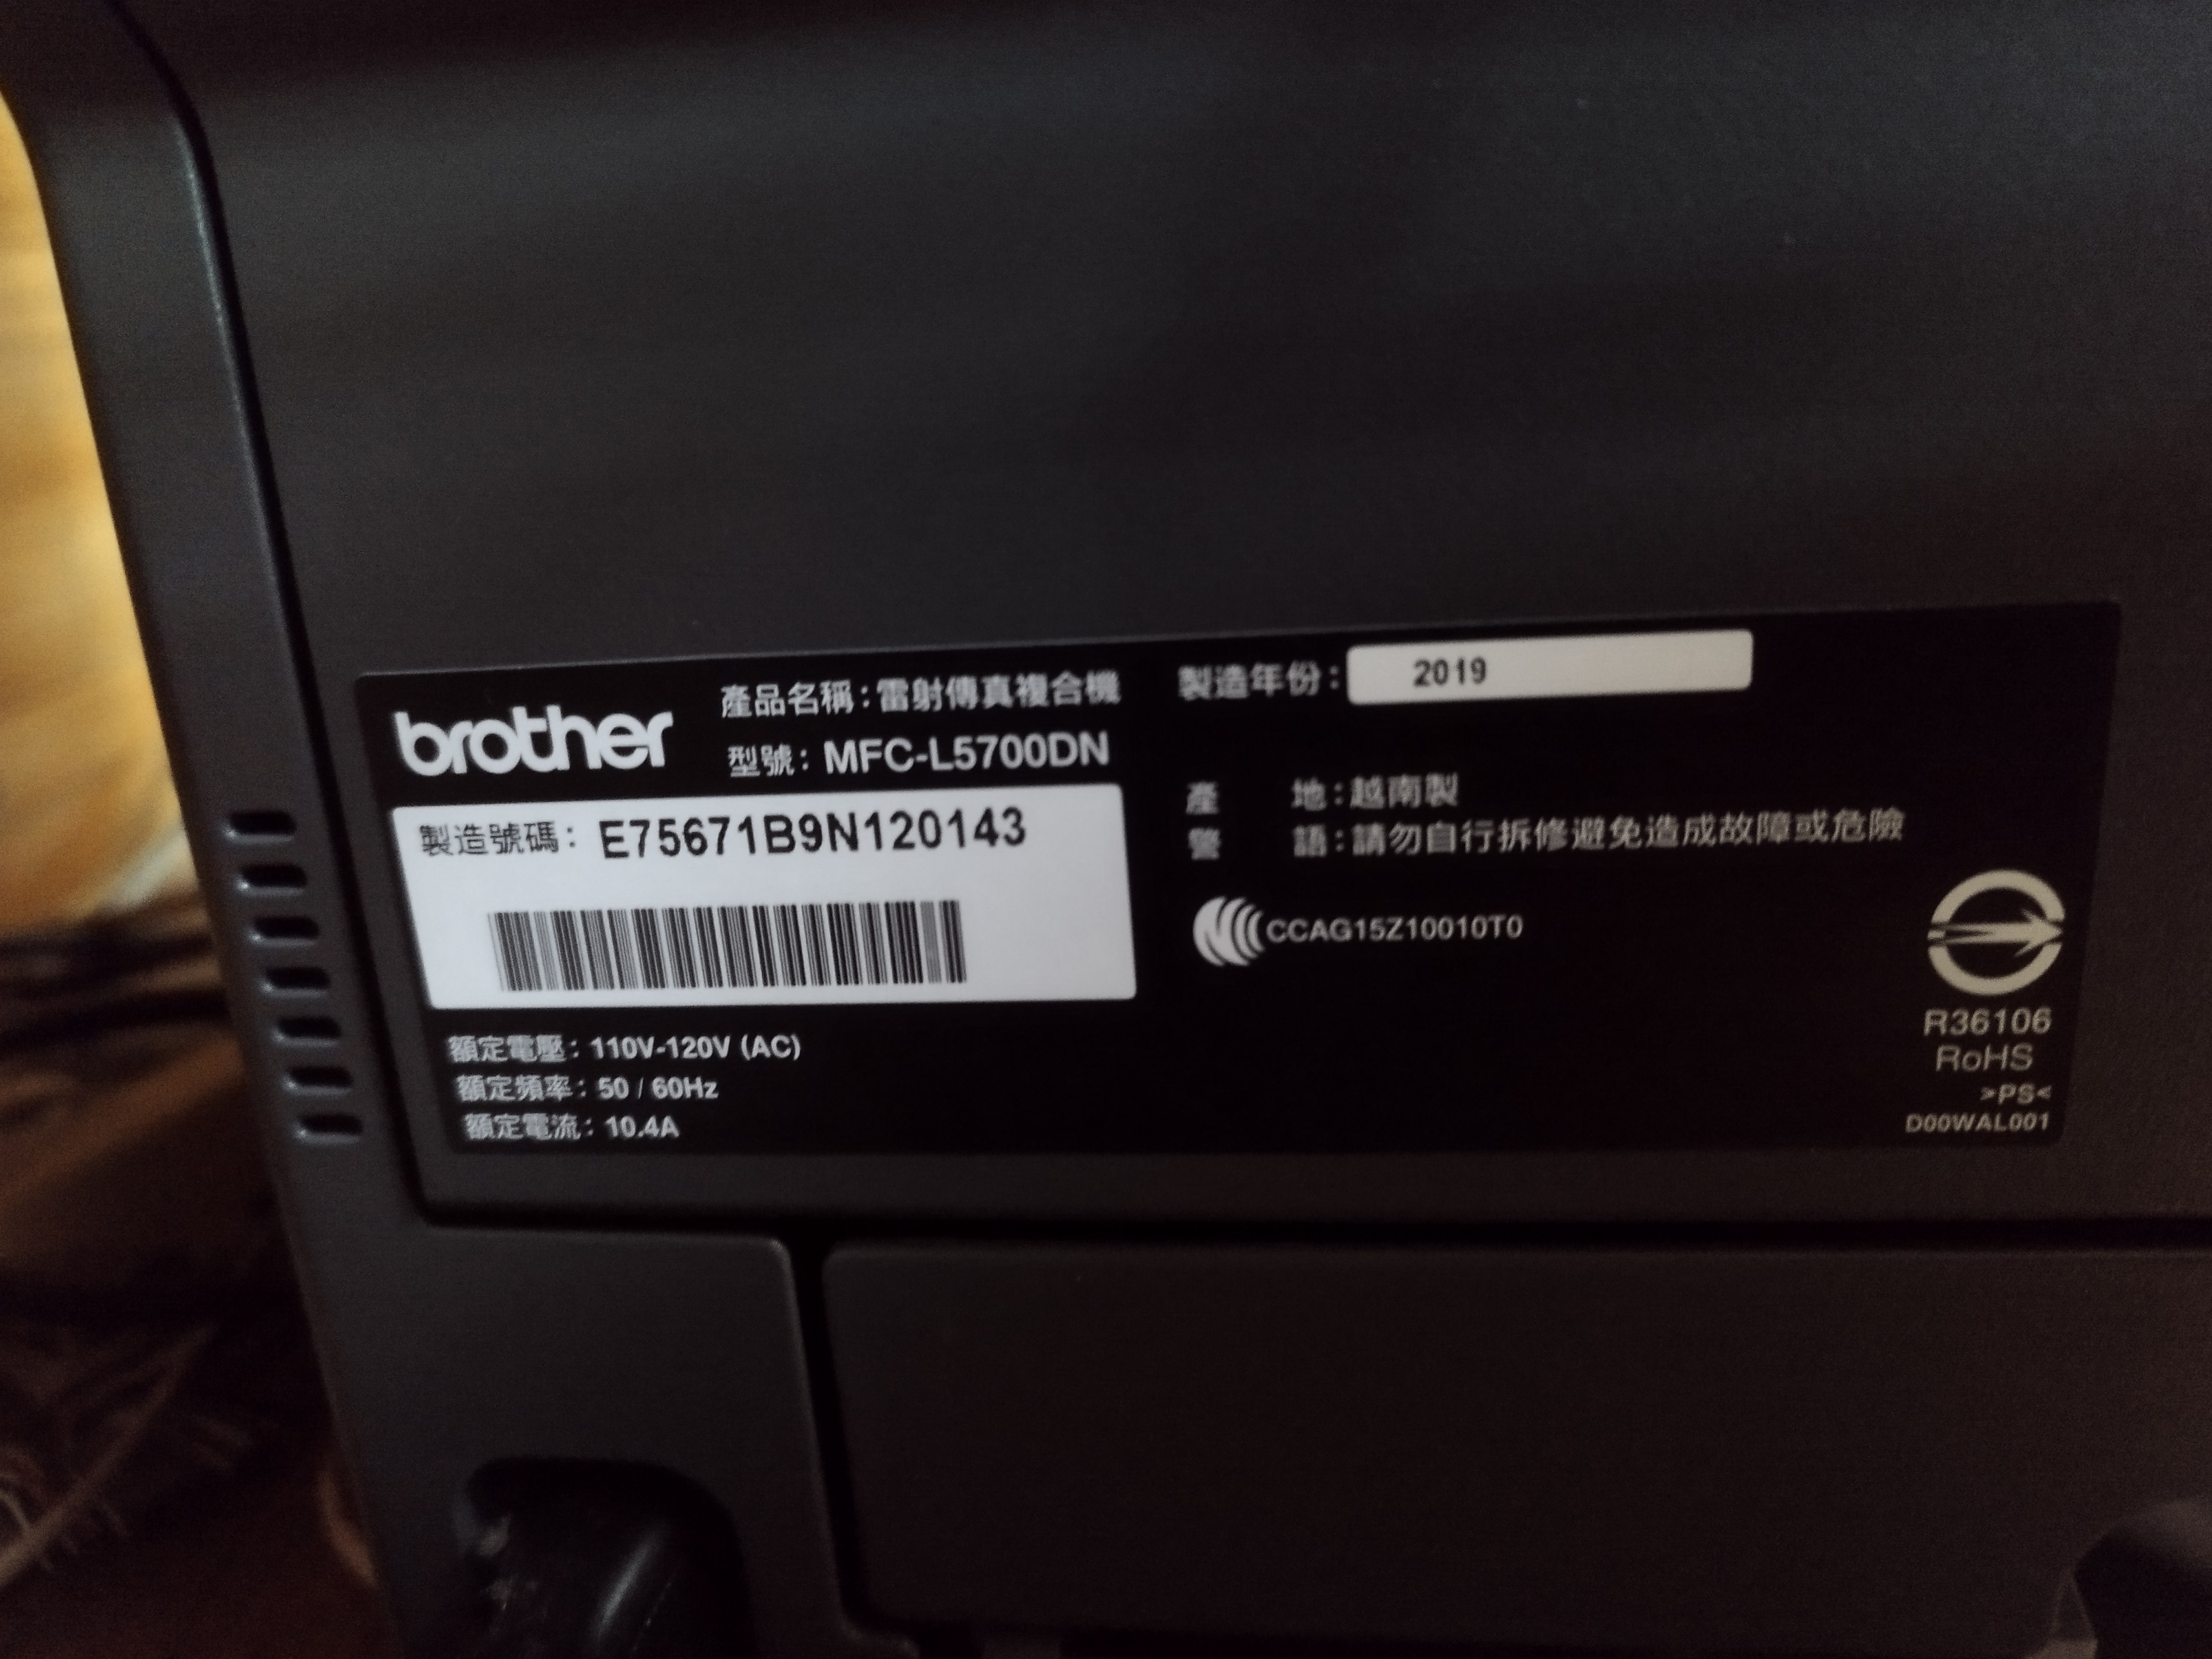 brother
產品名稱：雷射傳真複合機
型號：MFC-L5700DN
製造號碼：E75671B9N120143
額定電壓：110V-120V (AC)
額定頻率：50 / 60Hz
額定電流：10.4A
製造年份：2019
產　　地：越南製
警　　語：請勿自行拆修避免造成故障或危險
CCAG15Z10010T0
R36106
RoHS
>PS<
D00WAL001